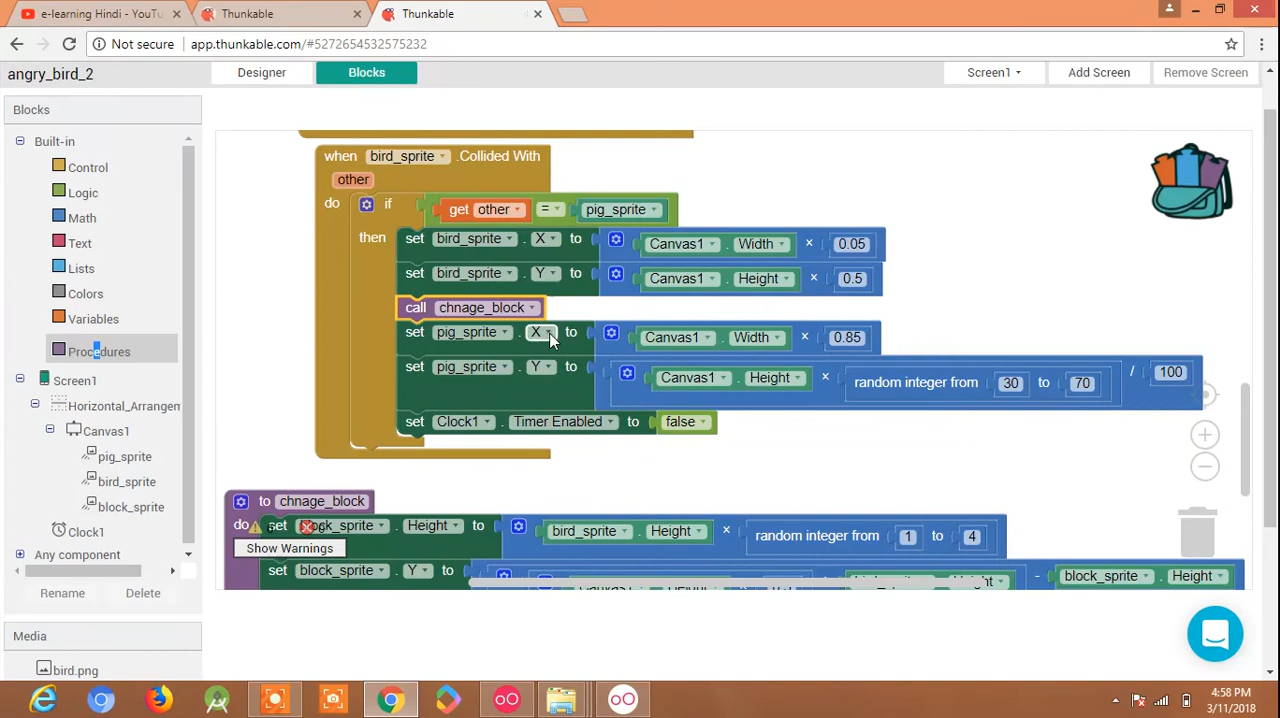 e-learning Hindi - YouTu
Thunkable
Thunkable
Not secure app.thunkable.com/#5272654532575232
angry_bird_2
Designer
Blocks
Screen1
Add Screen
Remove Screen
Blocks
Built-in
Control
Logic
Math
Text
Lists
Colors
Variables
Procedures
Screen1
Horizontal_Arrangem
Canvas1
pig_sprite
bird_sprite
block_sprite
Clock1
Any component
Rename
Delete
Media
bird.png
when bird_sprite .Collided With
other
do if get other = pig_sprite
then set bird_sprite . X to Canvas1 . Width × 0.05
set bird_sprite . Y to Canvas1 . Height × 0.5
call chnage_block
set pig_sprite . X to Canvas1 . Width × 0.85
set pig_sprite . Y to Canvas1 . Height × random integer from 30 to 70 / 100
set Clock1 . Timer Enabled to false
to chnage_block
do set block_sprite . Height to bird_sprite . Height × random integer from 1 to 4
Show Warnings
set block_sprite . Y to - block_sprite . Height
4:58 PM
3/11/2018